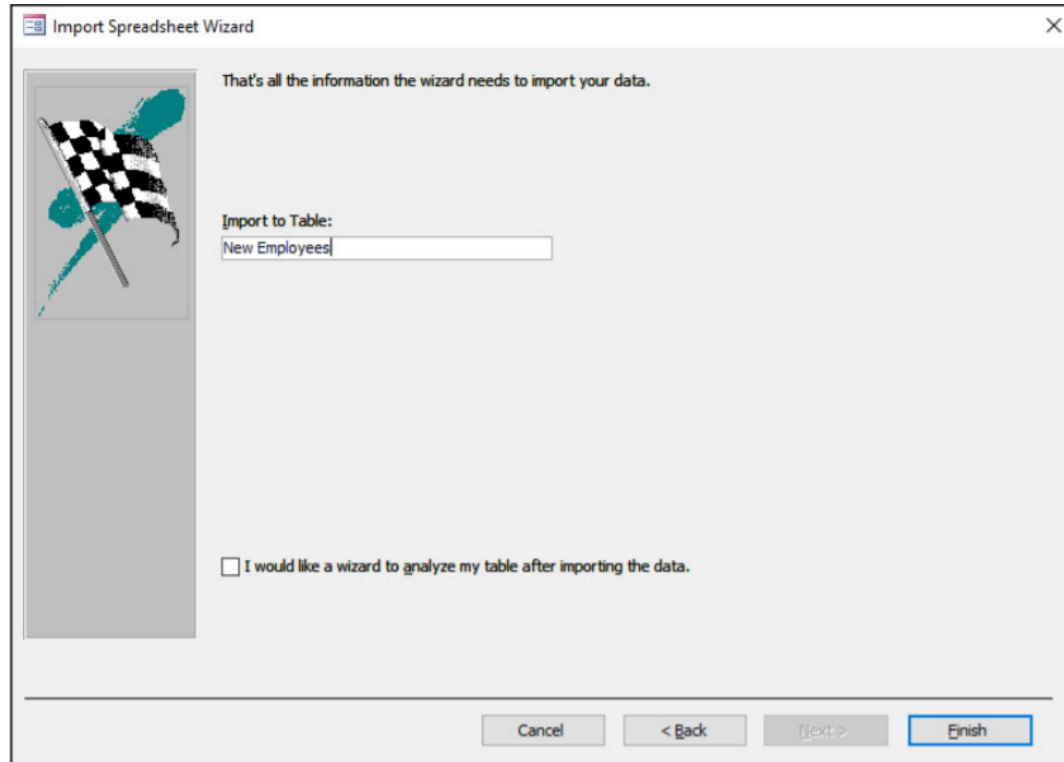 Import Spreadsheet Wizard
That's all the information the wizard needs to import your data.
Import to Table:
New Employees
I would like a wizard to analyze my table after importing the data.
Cancel
< Back
Next >
Finish